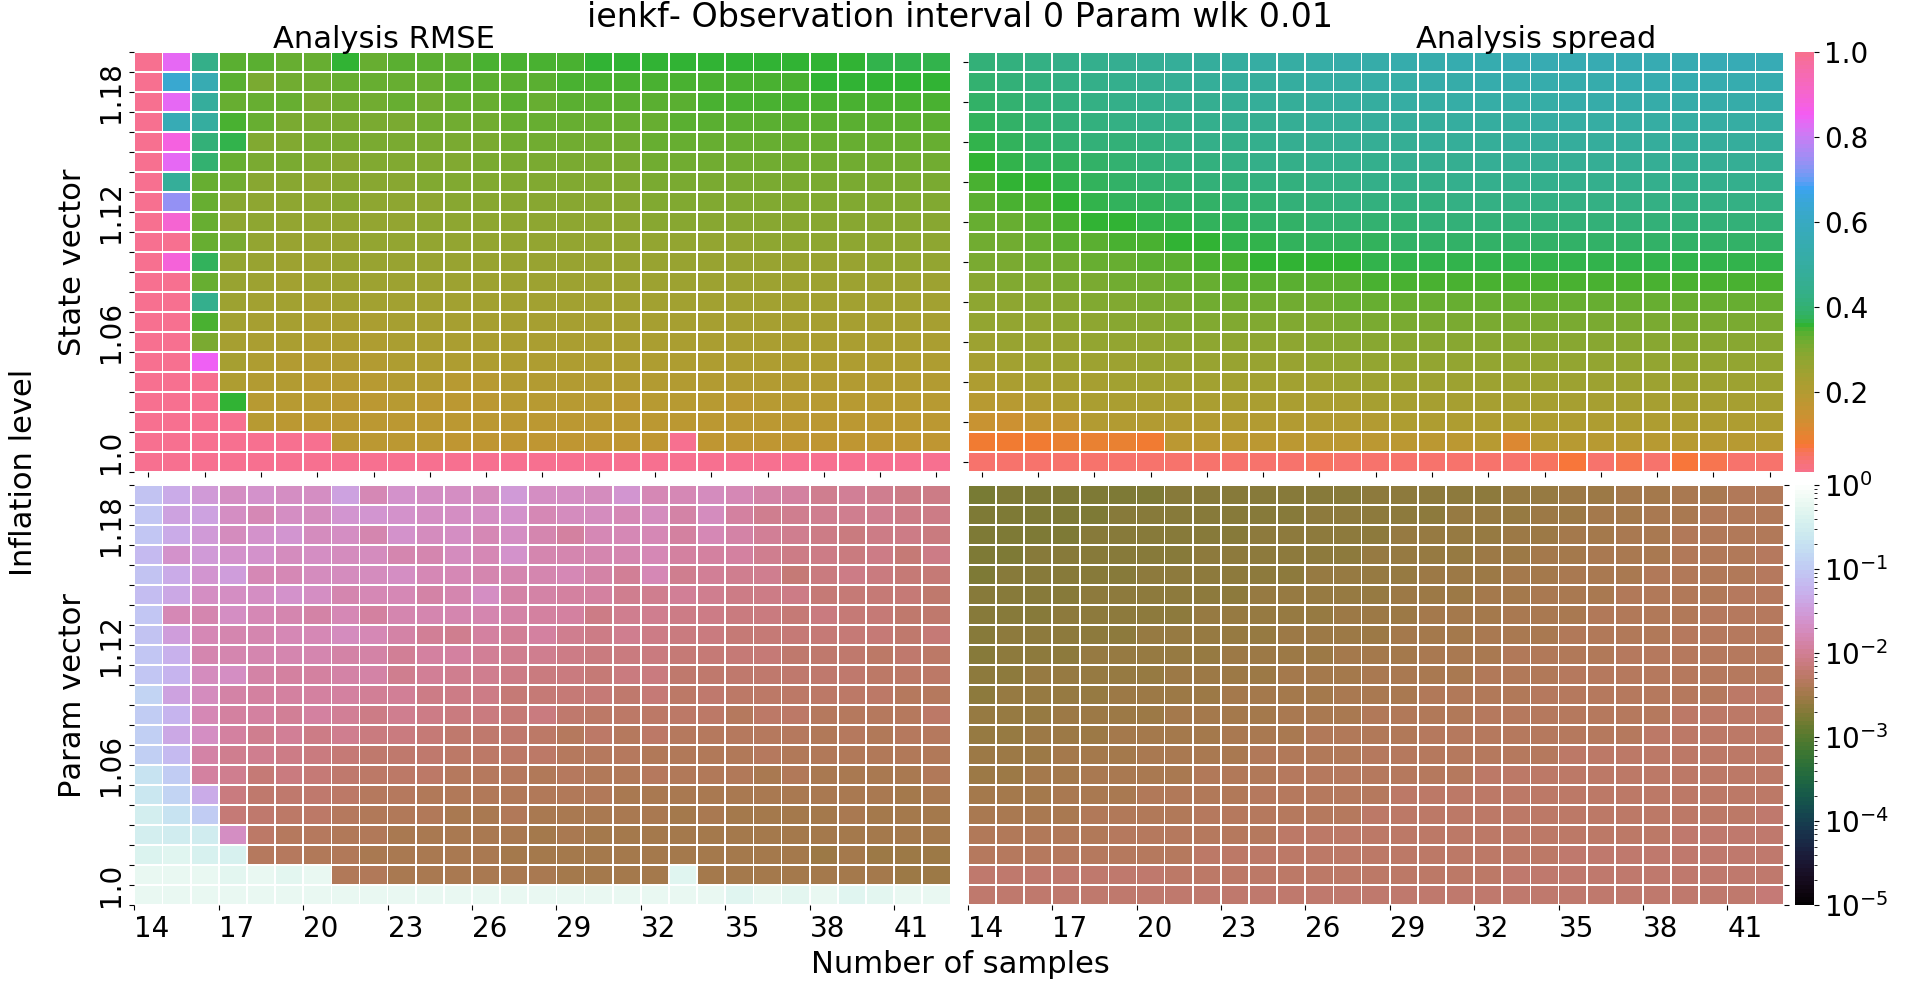 ienkf- Observation interval 0 Param wlk 0.01
Analysis RMSE
Analysis spread
Inflation level
State vector
1.18
1.12
1.06
1.0
1.0
0.8
0.6
0.4
0.2
Param vector
1.18
1.12
1.06
1.0
10^0
10^-1
10^-2
10^-3
10^-4
10^-5
14 17 20 23 26 29 32 35 38 41
14 17 20 23 26 29 32 35 38 41
Number of samples